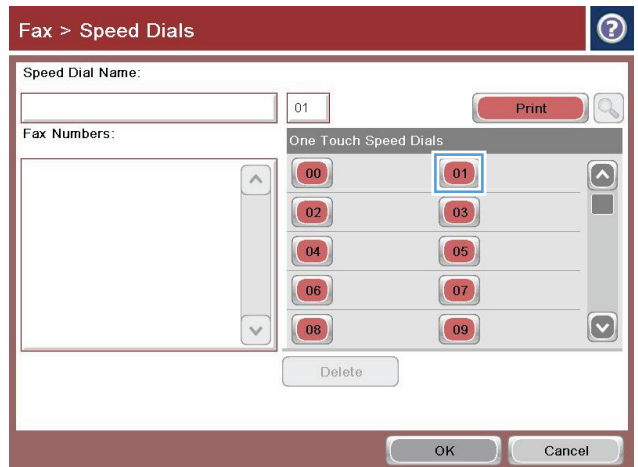 Fax > Speed Dials
?
Speed Dial Name:
01
Print
Fax Numbers:
One Touch Speed Dials
00 01
02 03
04 05
06 07
08 09
Delete
OK Cancel